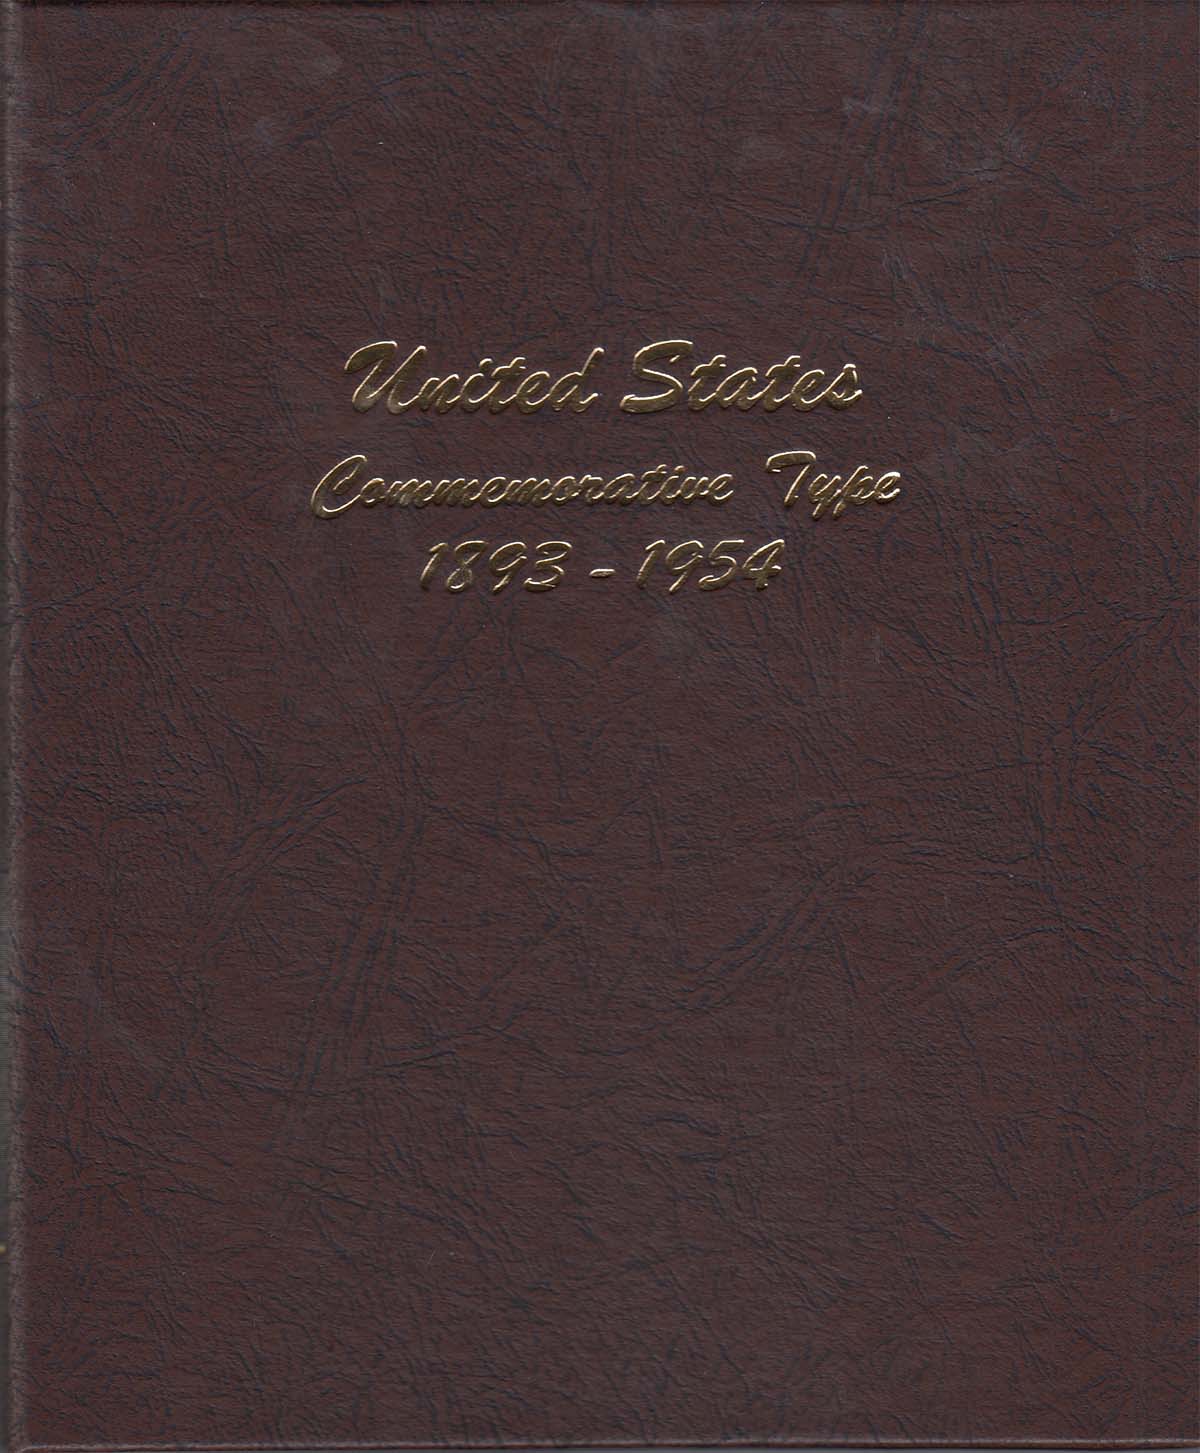 United States
Commemorative Type
1893 - 1954